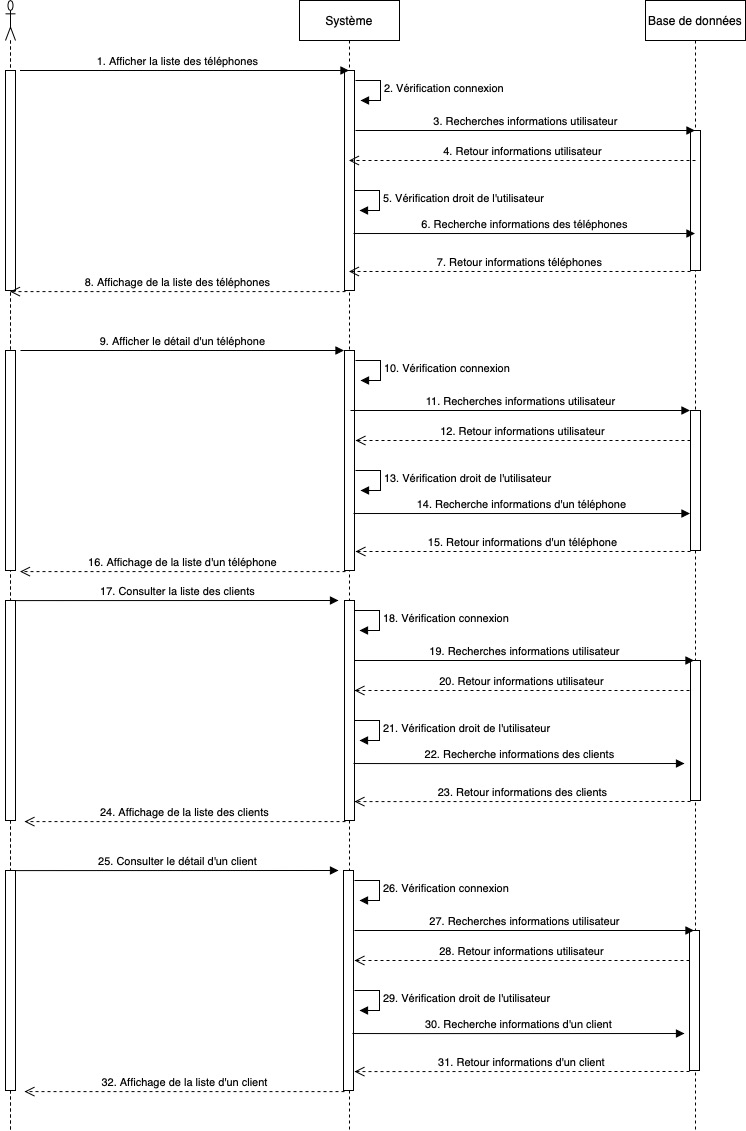 Système
Base de données
1. Afficher la liste des téléphones
2. Vérification connexion
3. Recherches informations utilisateur
4. Retour informations utilisateur
5. Vérification droit de l'utilisateur
6. Recherche informations des téléphones
7. Retour informations téléphones
8. Affichage de la liste des téléphones
9. Afficher le détail d'un téléphone
10. Vérification connexion
11. Recherches informations utilisateur
12. Retour informations utilisateur
13. Vérification droit de l'utilisateur
14. Recherche informations d'un téléphone
15. Retour informations d'un téléphone
16. Affichage de la liste d'un téléphone
17. Consulter la liste des clients
18. Vérification connexion
19. Recherches informations utilisateur
20. Retour informations utilisateur
21. Vérification droit de l'utilisateur
22. Recherche informations des clients
23. Retour informations des clients
24. Affichage de la liste des clients
25. Consulter le détail d'un client
26. Vérification connexion
27. Recherches informations utilisateur
28. Retour informations utilisateur
29. Vérification droit de l'utilisateur
30. Recherche informations d'un client
31. Retour informations d'un client
32. Affichage de la liste d'un client